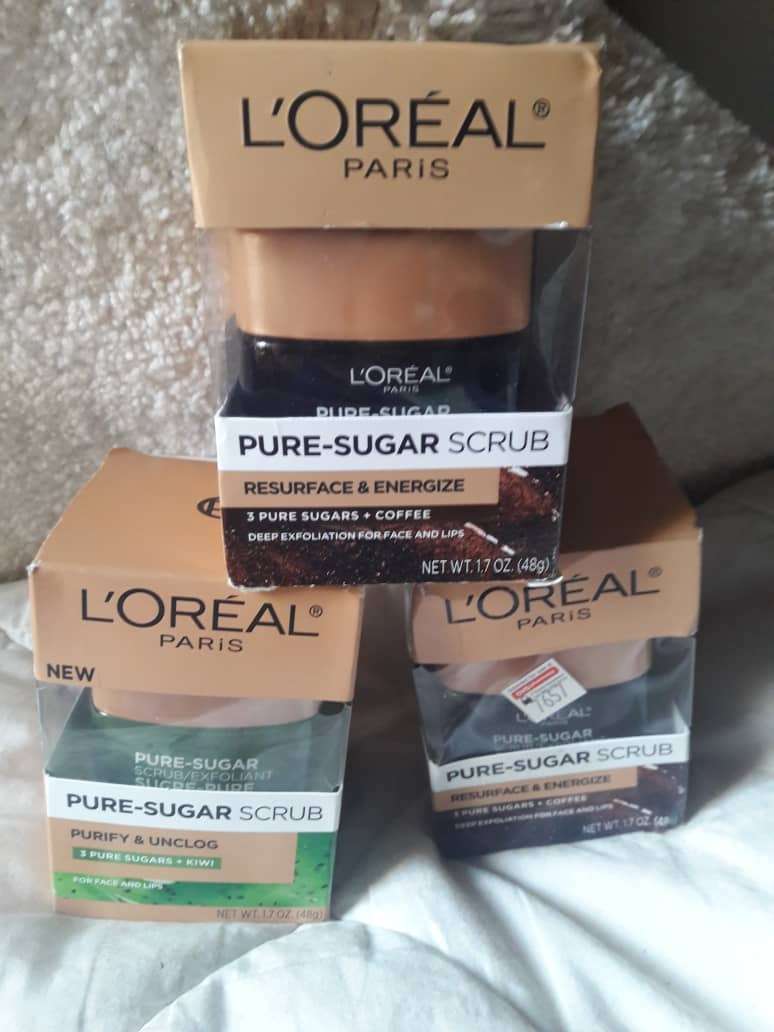 L'ORÉAL®
PARiS
L'ORÉAL®
PARIS
PURE-SUGAR
PURE-SUGAR SCRUB
RESURFACE & ENERGIZE
3 PURE SUGARS + COFFEE
DEEP EXFOLIATION FOR FACE AND LIPS
NET WT. 1.7 OZ. (48g)
L'ORÉAL®
PARiS
NEW
PURE-SUGAR
SCRUB/EXFOLIANT
SUCRE-PURE
PURE-SUGAR SCRUB
PURIFY & UNCLOG
3 PURE SUGARS + KIWI
FOR FACE AND LIPS
NET WT. 1.7 OZ. (48g)
L'ORÉAL®
PARiS
7657
L'ORÉAL
PURE-SUGAR
PURE-SUGAR SCRUB
RESURFACE & ENERGIZE
3 PURE SUGARS + COFFEE
DEEP EXFOLIATION FOR FACE AND LIPS
NET WT. 1.7 OZ. (48g)